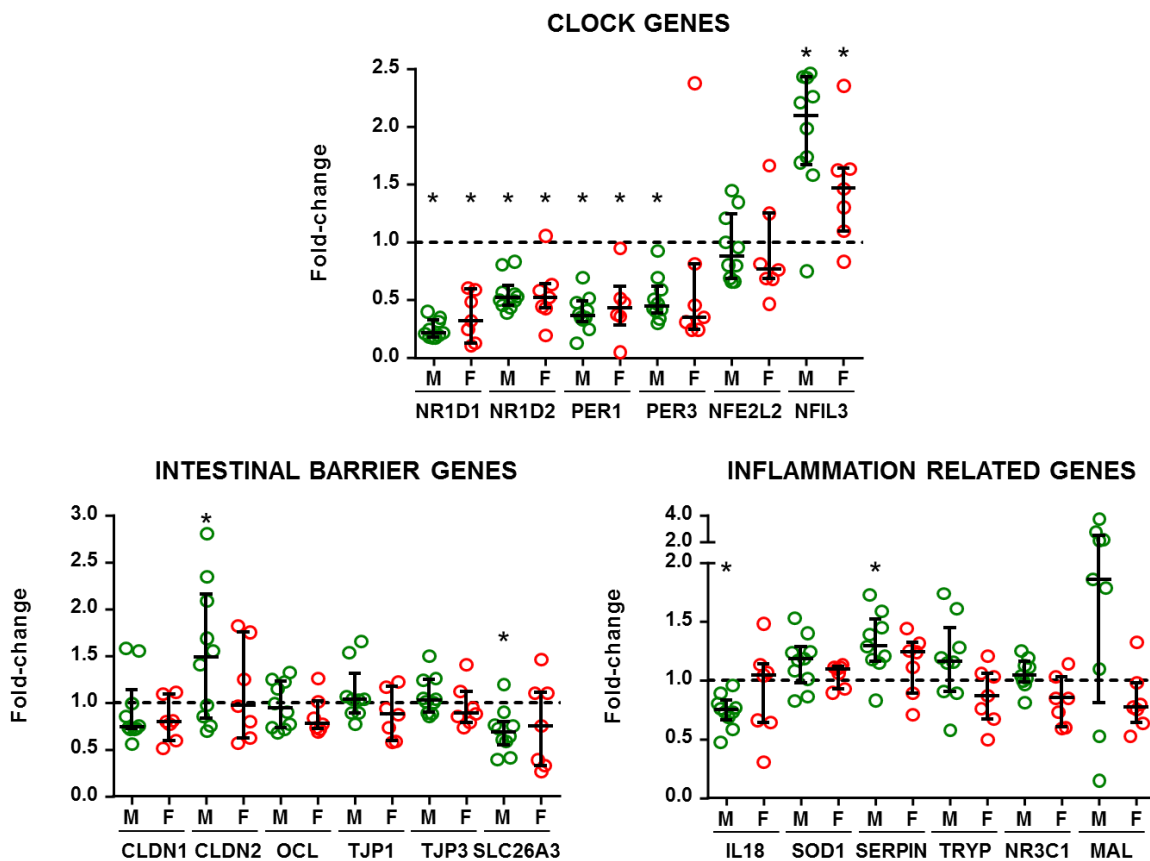 CLOCK GENES
* *
2.5
2.0
1.5
1.0
0.5
0.0
Fold-change
* * * * * * *
M F M F M F M F M F M F
NR1D1 NR1D2 PER1 PER3 NFE2L2 NFIL3
INTESTINAL BARRIER GENES
3.0
2.5
2.0
1.5
1.0
0.5
0.0
Fold-change
*
*
M F M F M F M F M F M F
CLDN1 CLDN2 OCL TJP1 TJP3 SLC26A3
INFLAMMATION RELATED GENES
4.0
2.0
2.0
1.5
1.0
0.5
0.0
Fold-change
* *
M F M F M F M F M F M F
IL18 SOD1 SERPIN TRYP NR3C1 MAL